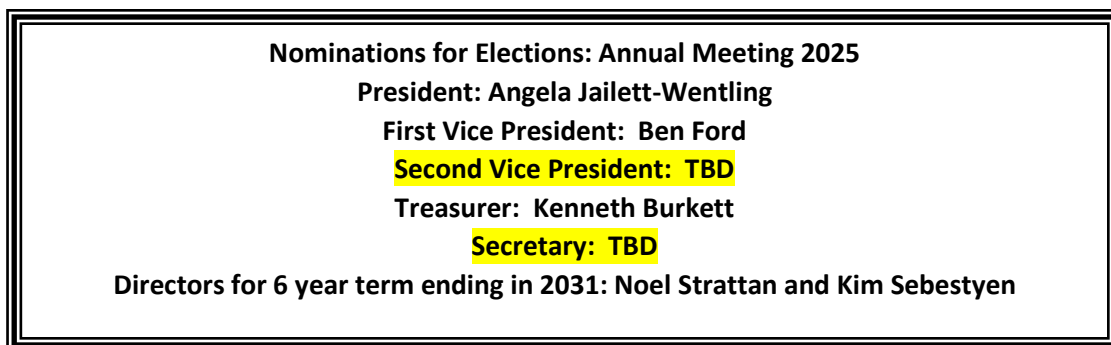 Nominations for Elections: Annual Meeting 2025
President: Angela Jailett-Wentling
First Vice President:  Ben Ford
Second Vice President:  TBD
Treasurer:  Kenneth Burkett
Secretary:  TBD
Directors for 6 year term ending in 2031: Noel Strattan and Kim Sebestyen